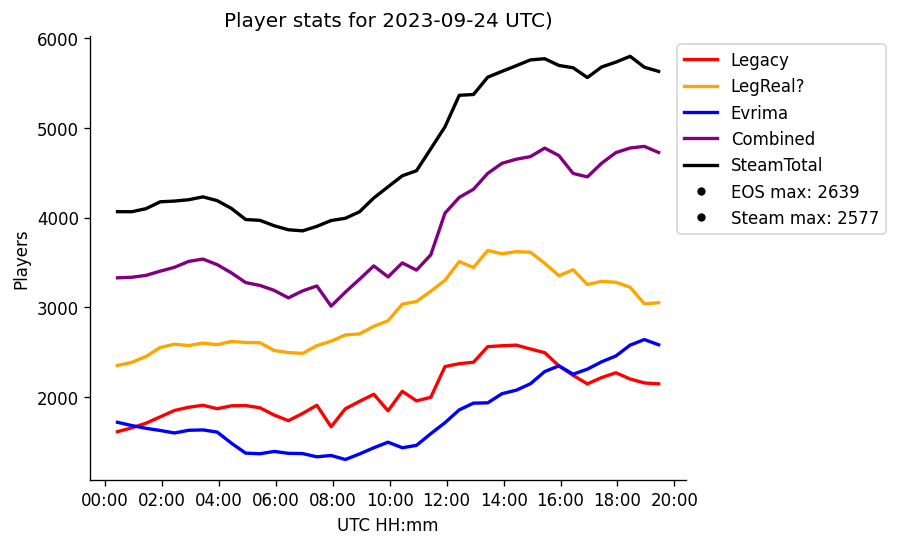 Player stats for 2023-09-24 UTC)
6000
5000
4000
3000
2000
Players
00:00 02:00 04:00 06:00 08:00 10:00 12:00 14:00 16:00 18:00 20:00
UTC HH:mm
Legacy
LegReal?
Evrima
Combined
SteamTotal
EOS max: 2639
Steam max: 2577